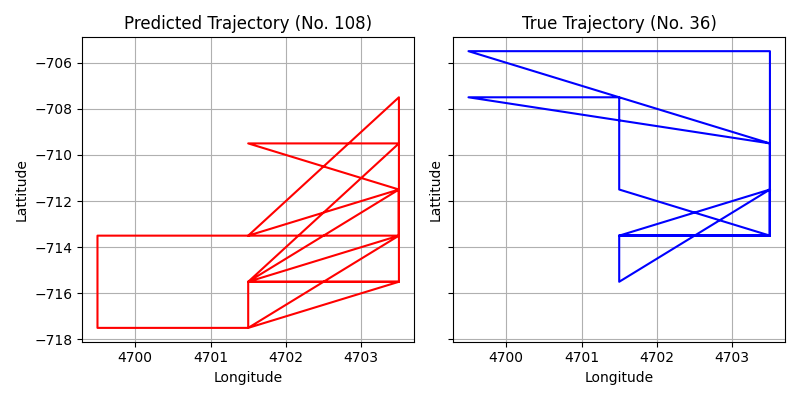 Predicted Trajectory (No. 108)
True Trajectory (No. 36)
−706
−708
−710
−712
−714
−716
−718
Lattitude
Lattitude
4700
4701
4702
4703
4700
4701
4702
4703
Longitude
Longitude